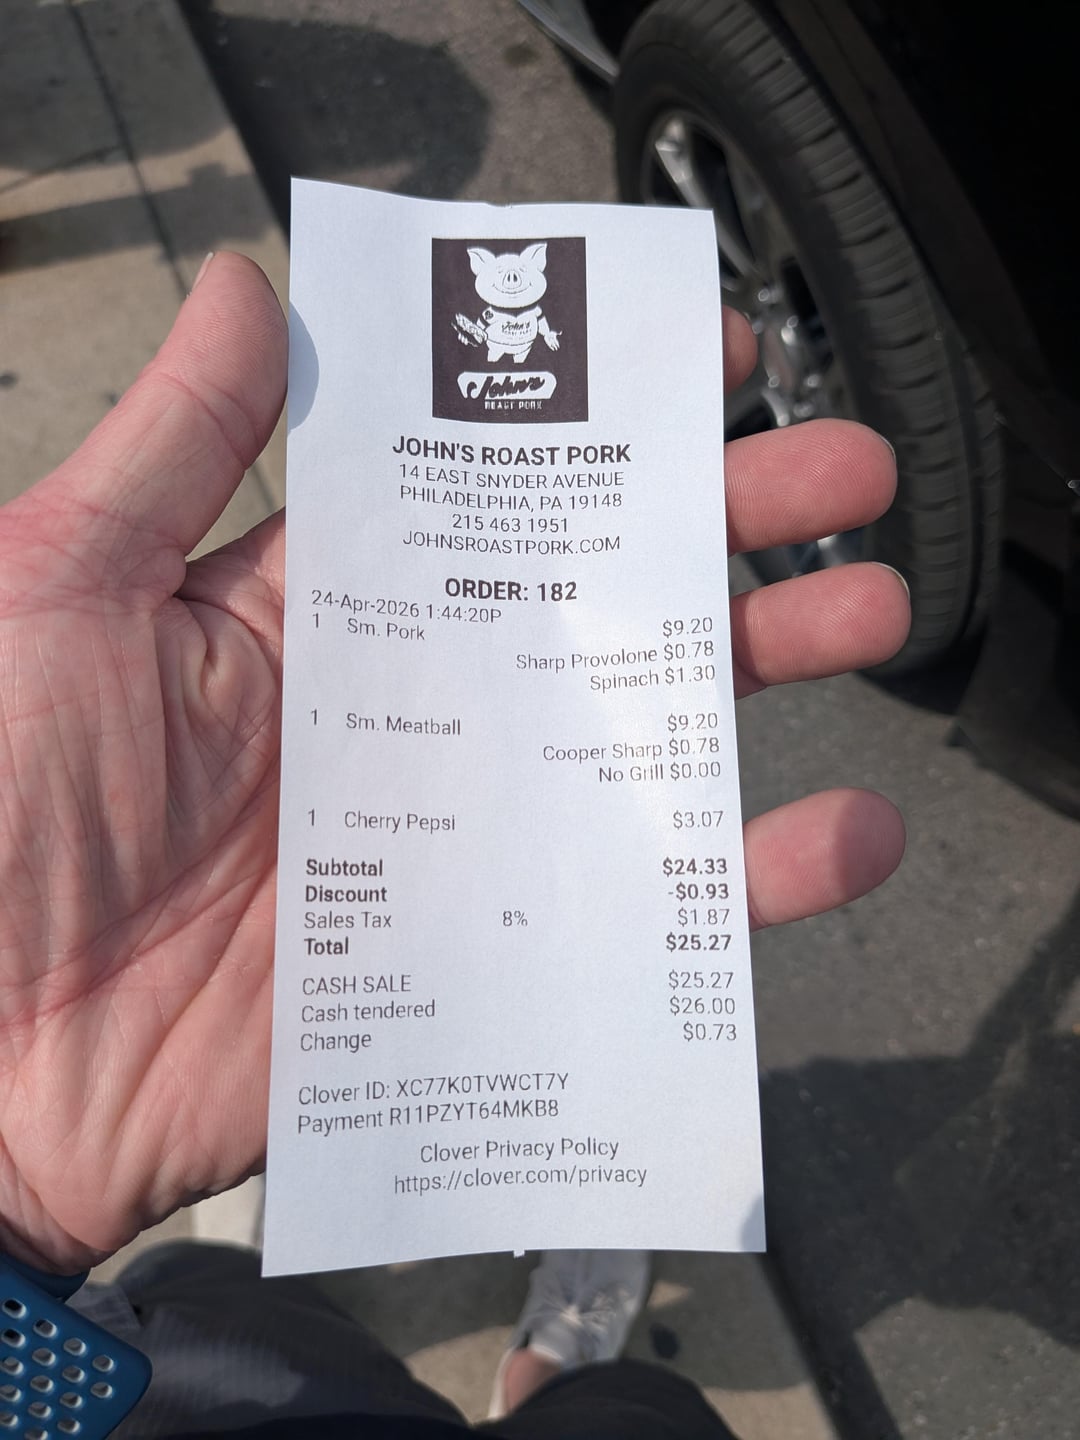 John's
John's
ROAST PORK
JOHN'S ROAST PORK
14 EAST SNYDER AVENUE
PHILADELPHIA, PA 19148
215 463 1951
JOHNSROASTPORK.COM
ORDER: 182
24-Apr-2026 1:44:20P
1 Sm. Pork $9.20
Sharp Provolone $0.78
Spinach $1.30
1 Sm. Meatball $9.20
Cooper Sharp $0.78
No Grill $0.00
1 Cherry Pepsi $3.07
Subtotal $24.33
Discount -$0.93
Sales Tax 8% $1.87
Total $25.27
CASH SALE $25.27
Cash tendered $26.00
Change $0.73
Clover ID: XC77K0TVWCT7Y
Payment R11PZYT64MKB8
Clover Privacy Policy
https://clover.com/privacy